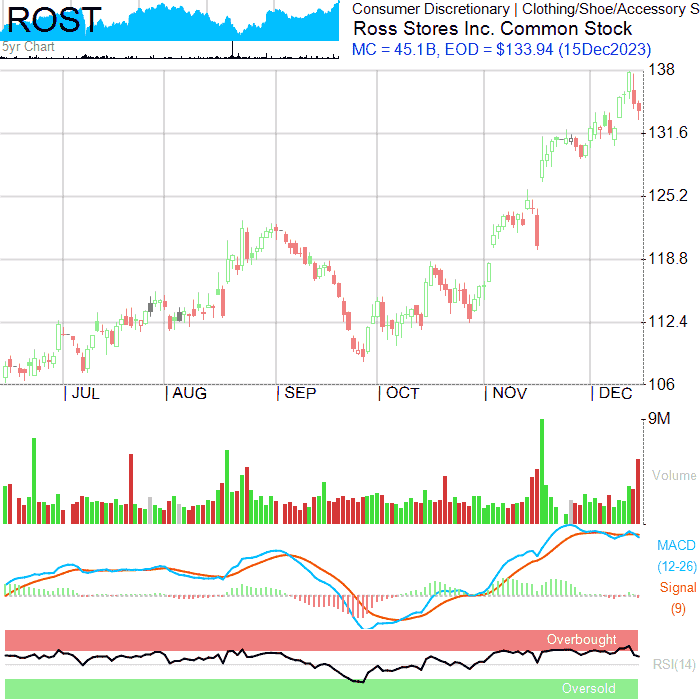 ROST
5yr Chart
Consumer Discretionary | Clothing/Shoe/Accessory S
Ross Stores Inc. Common Stock
MC = 45.1B, EOD = $133.94 (15Dec2023)
138
131.6
125.2
118.8
112.4
106
JUL AUG SEP OCT NOV DEC
9M
Volume
MACD
(12-26)
Signal
(9)
Overbought
RSI(14)
Oversold